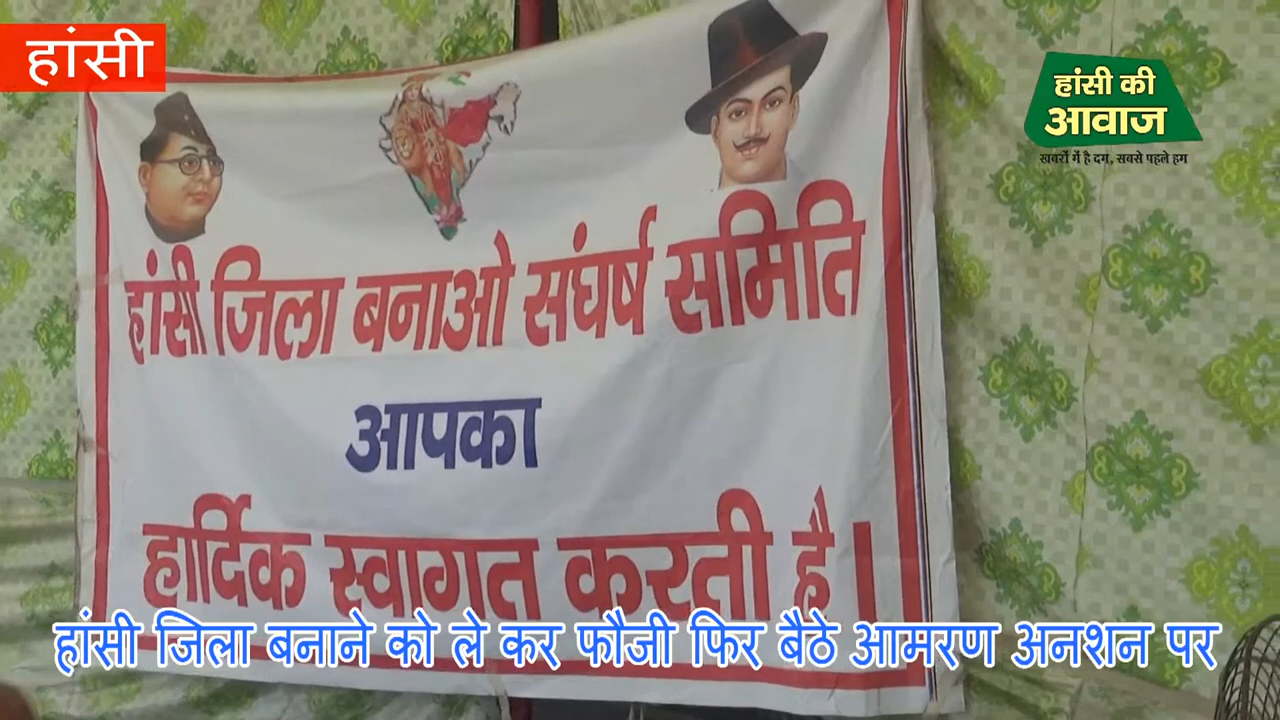 हांसी
हांसी की
आवाज
खबरों में है दम, सबसे पहले हम
हांसी जिला बनाओ संघर्ष समिति
आपका
हार्दिक स्वागत करती है।
हांसी जिला बनाने को ले कर फौजी फिर बैठे आमरण अनशन पर